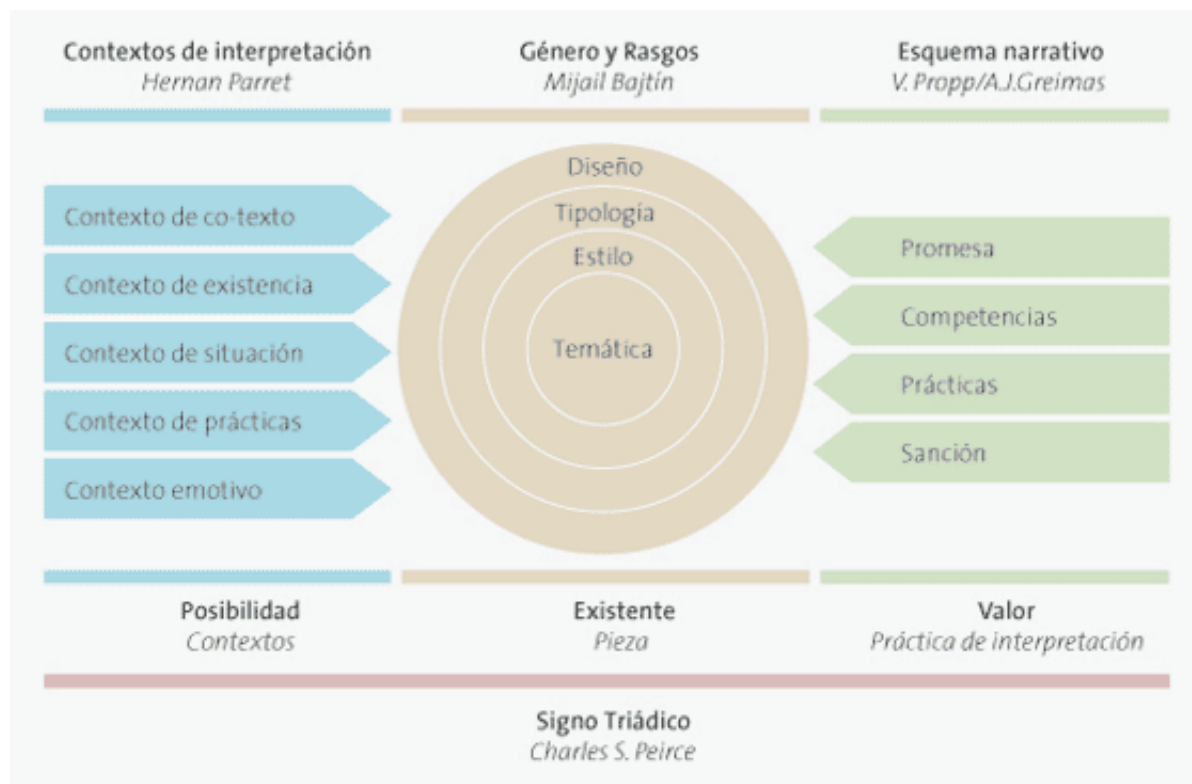 Contextos de interpretación
Hernan Parret
Género y Rasgos
Mijail Bajtín
Esquema narrativo
V. Propp/A.J.Greimas
Contexto de co-texto
Contexto de existencia
Contexto de situación
Contexto de prácticas
Contexto emotivo
Diseño
Tipología
Estilo
Temática
Promesa
Competencias
Prácticas
Sanción
Posibilidad
Contextos
Existente
Pieza
Valor
Práctica de interpretación
Signo Triádico
Charles S. Peirce